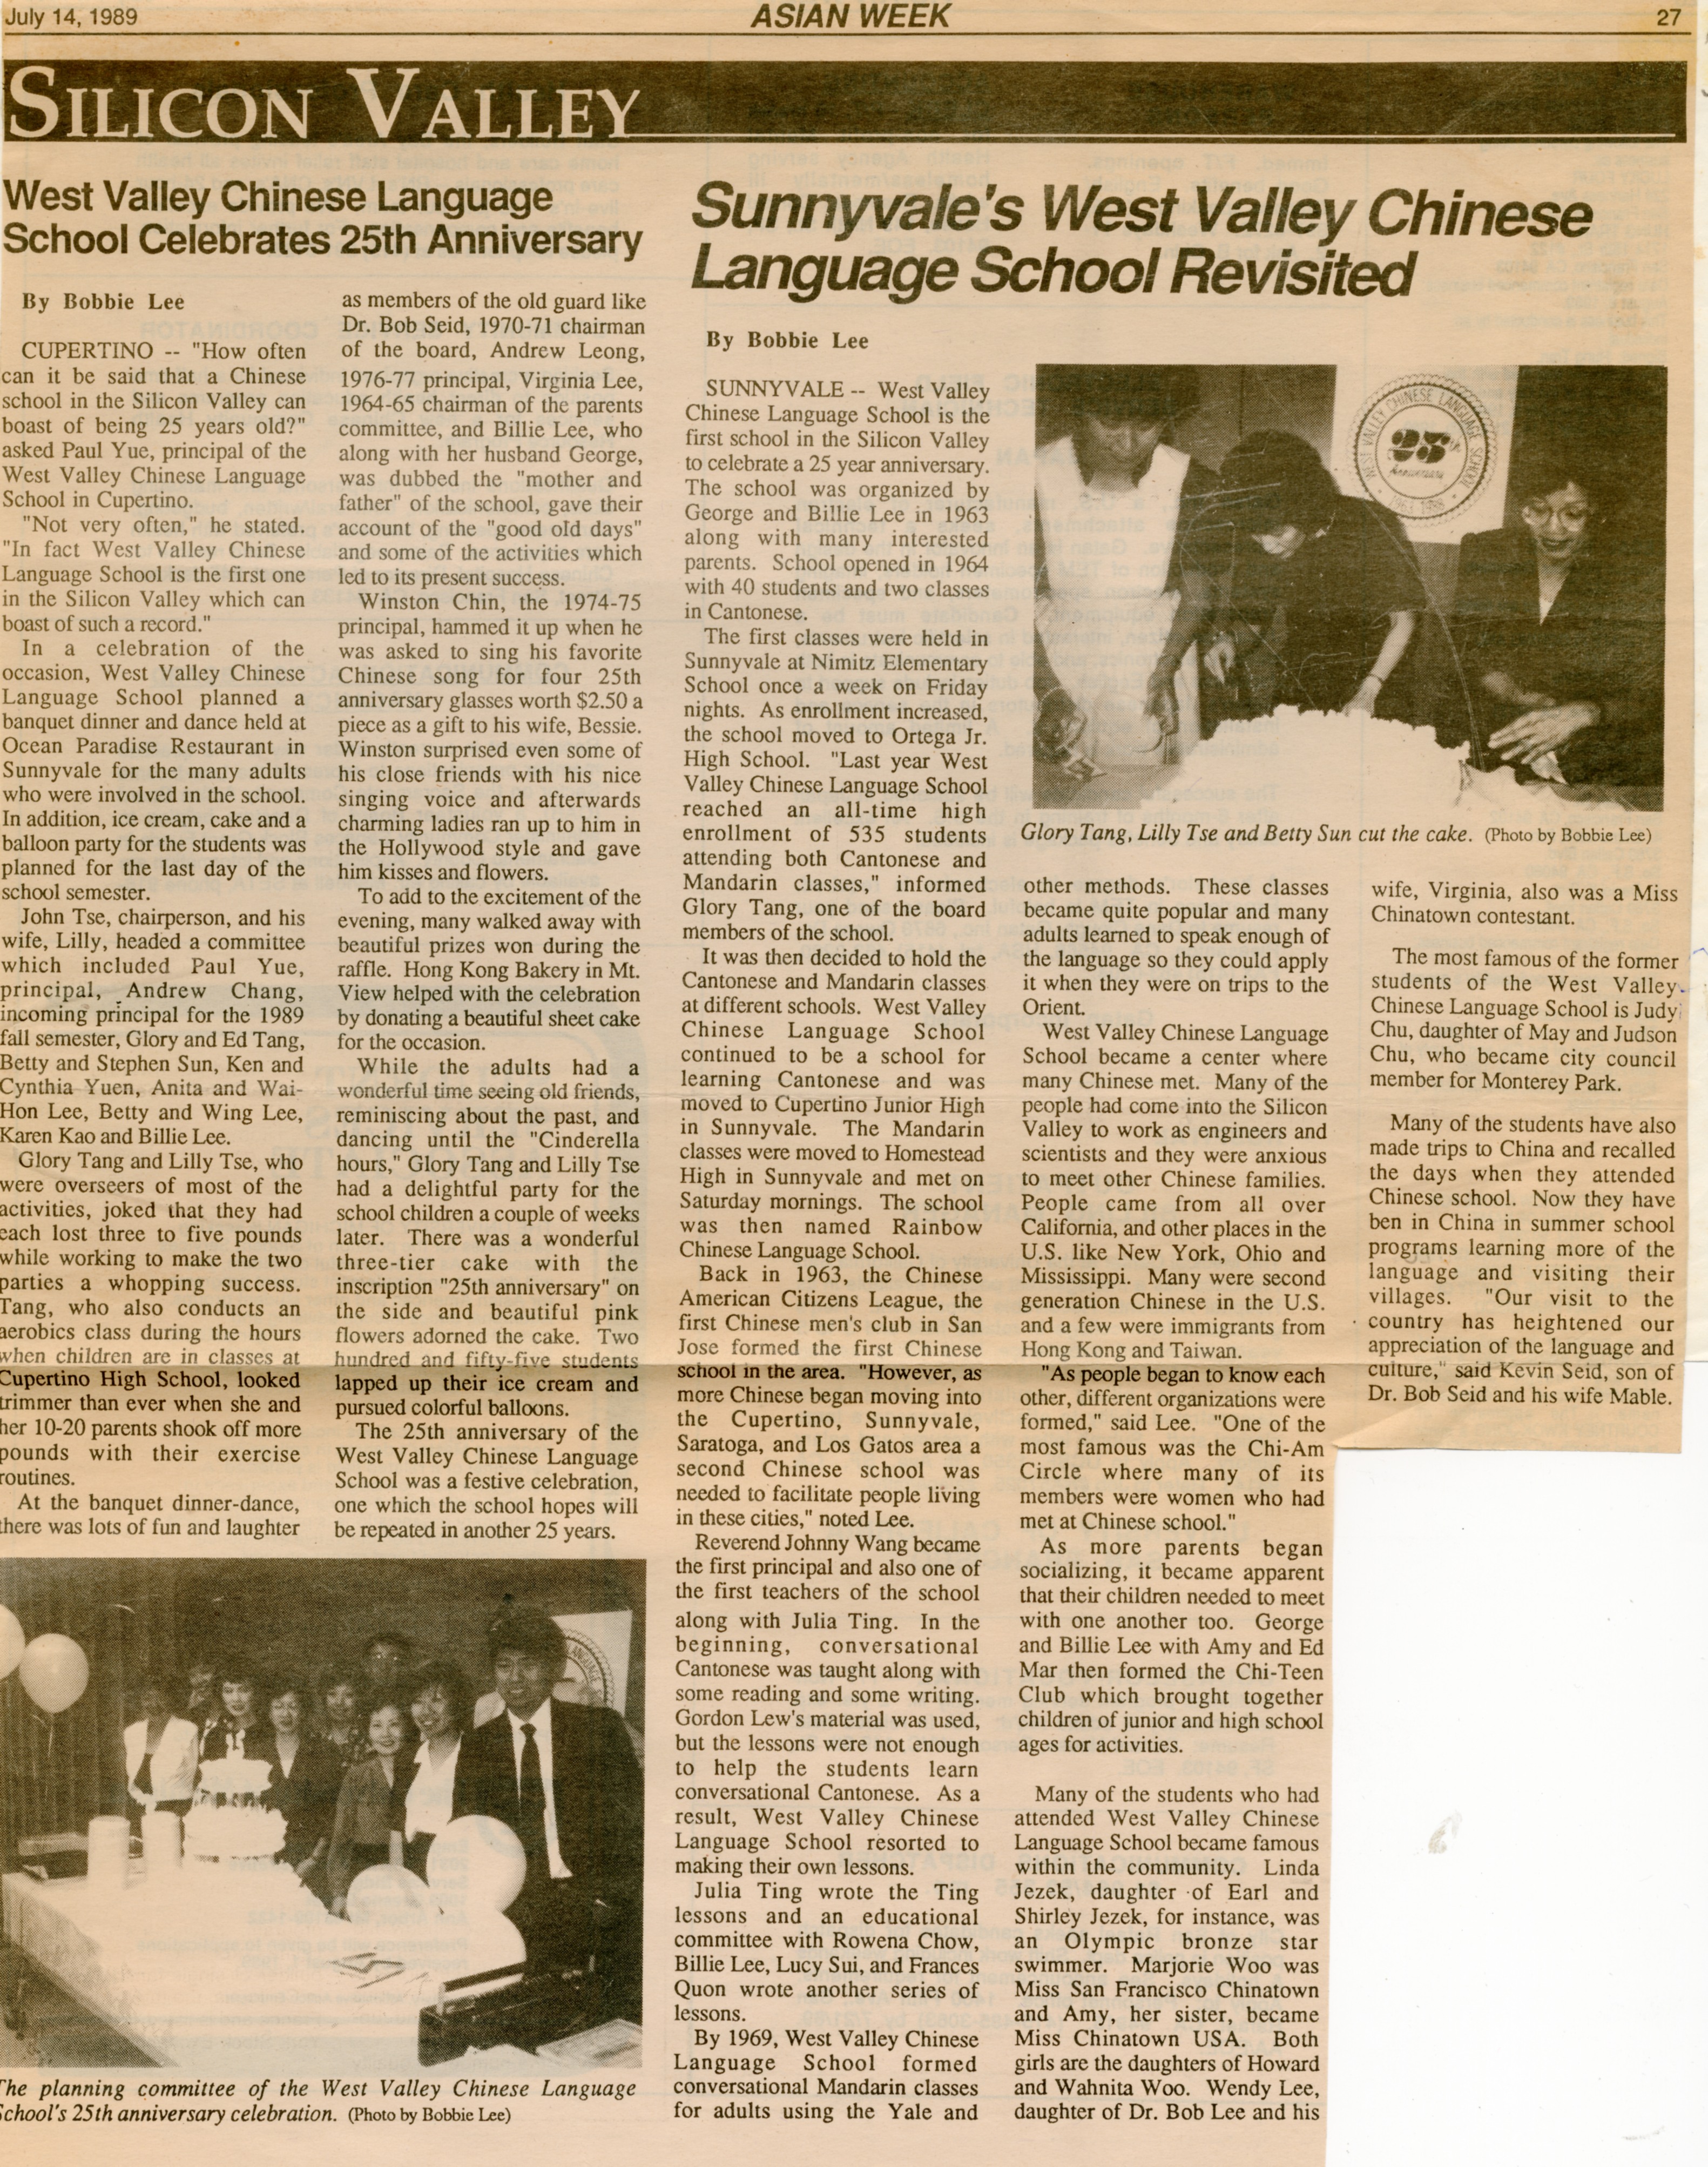 July 14, 1989
ASIAN WEEK
27
SILICON VALLEY
West Valley Chinese Language
School Celebrates 25th Anniversary
By Bobbie Lee
CUPERTINO -- "How often
can it be said that a Chinese
school in the Silicon Valley can
boast of being 25 years old?"
asked Paul Yue, principal of the
West Valley Chinese Language
School in Cupertino.
"Not very often," he stated.
"In fact West Valley Chinese
Language School is the first one
in the Silicon Valley which can
boast of such a record."
In a celebration of the
occasion, West Valley Chinese
Language School planned a
banquet dinner and dance held at
Ocean Paradise Restaurant in
Sunnyvale for the many adults
who were involved in the school.
In addition, ice cream, cake and a
balloon party for the students was
planned for the last day of the
school semester.
John Tse, chairperson, and his
wife, Lilly, headed a committee
which included Paul Yue,
principal, Andrew Chang,
incoming principal for the 1989
fall semester, Glory and Ed Tang,
Betty and Stephen Sun, Ken and
Cynthia Yuen, Anita and Wai-
Hon Lee, Betty and Wing Lee,
Karen Kao and Billie Lee.
Glory Tang and Lilly Tse, who
were overseers of most of the
activities, joked that they had
each lost three to five pounds
while working to make the two
parties a whopping success.
Tang, who also conducts an
aerobics class during the hours
when children are in classes at
Cupertino High School, looked
trimmer than ever when she and
her 10-20 parents shook off more
pounds with their exercise
routines.
At the banquet dinner-dance,
there was lots of fun and laughter
as members of the old guard like
Dr. Bob Seid, 1970-71 chairman
of the board, Andrew Leong,
1976-77 principal, Virginia Lee,
1964-65 chairman of the parents
committee, and Billie Lee, who
along with her husband George,
was dubbed the "mother and
father" of the school, gave their
account of the "good old days"
and some of the activities which
led to its present success.
Winston Chin, the 1974-75
principal, hammed it up when he
was asked to sing his favorite
Chinese song for four 25th
anniversary glasses worth $2.50 a
piece as a gift to his wife, Bessie.
Winston surprised even some of
his close friends with his nice
singing voice and afterwards
charming ladies ran up to him in
the Hollywood style and gave
him kisses and flowers.
To add to the excitement of the
evening, many walked away with
beautiful prizes won during the
raffle. Hong Kong Bakery in Mt.
View helped with the celebration
by donating a beautiful sheet cake
for the occasion.
While the adults had a
wonderful time seeing old friends,
reminiscing about the past, and
dancing until the "Cinderella
hours," Glory Tang and Lilly Tse
had a delightful party for the
school children a couple of weeks
later. There was a wonderful
three-tier cake with the
inscription "25th anniversary" on
the side and beautiful pink
flowers adorned the cake. Two
hundred and fifty-five students
lapped up their ice cream and
pursued colorful balloons.
The 25th anniversary of the
West Valley Chinese Language
School was a festive celebration,
one which the school hopes will
be repeated in another 25 years.
LANGUAGE
The planning committee of the West Valley Chinese Language
School's 25th anniversary celebration. (Photo by Bobbie Lee)
Sunnyvale's West Valley Chinese
Language School Revisited
By Bobbie Lee
SUNNYVALE -- West Valley
Chinese Language School is the
first school in the Silicon Valley
to celebrate a 25 year anniversary.
The school was organized by
George and Billie Lee in 1963
along with many interested
parents. School opened in 1964
with 40 students and two classes
in Cantonese.
The first classes were held in
Sunnyvale at Nimitz Elementary
School once a week on Friday
nights. As enrollment increased,
the school moved to Ortega Jr.
High School. "Last year West
Valley Chinese Language School
reached an all-time high
enrollment of 535 students
attending both Cantonese and
Mandarin classes," informed
Glory Tang, one of the board
members of the school.
It was then decided to hold the
Cantonese and Mandarin classes
at different schools. West Valley
Chinese Language School
continued to be a school for
learning Cantonese and was
moved to Cupertino Junior High
in Sunnyvale. The Mandarin
classes were moved to Homestead
High in Sunnyvale and met on
Saturday mornings. The school
was then named Rainbow
Chinese Language School.
Back in 1963, the Chinese
American Citizens League, the
first Chinese men's club in San
Jose formed the first Chinese
school in the area. "However, as
more Chinese began moving into
the Cupertino, Sunnyvale,
Saratoga, and Los Gatos area a
second Chinese school was
needed to facilitate people living
in these cities," noted Lee.
Reverend Johnny Wang became
the first principal and also one of
the first teachers of the school
along with Julia Ting. In the
beginning, conversational
Cantonese was taught along with
some reading and some writing.
Gordon Lew's material was used,
but the lessons were not enough
to help the students learn
conversational Cantonese. As a
result, West Valley Chinese
Language School resorted to
making their own lessons.
Julia Ting wrote the Ting
lessons and an educational
committee with Rowena Chow,
Billie Lee, Lucy Sui, and Frances
Quon wrote another series of
lessons.
By 1969, West Valley Chinese
Language School formed
conversational Mandarin classes
for adults using the Yale and
WEST VALLEY CHINESE LANGUAGE SCHOOL
25th
Anniversary
Glory Tang, Lilly Tse and Betty Sun cut the cake. (Photo by Bobbie Lee)
other methods. These classes
became quite popular and many
adults learned to speak enough of
the language so they could apply
it when they were on trips to the
Orient.
West Valley Chinese Language
School became a center where
many Chinese met. Many of the
people had come into the Silicon
Valley to work as engineers and
scientists and they were anxious
to meet other Chinese families.
People came from all over
California, and other places in the
U.S. like New York, Ohio and
Mississippi. Many were second
generation Chinese in the U.S.
and a few were immigrants from
Hong Kong and Taiwan.
"As people began to know each
other, different organizations were
formed," said Lee. "One of the
most famous was the Chi-Am
Circle where many of its
members were women who had
met at Chinese school."
As more parents began
socializing, it became apparent
that their children needed to meet
with one another too. George
and Billie Lee with Amy and Ed
Mar then formed the Chi-Teen
Club which brought together
children of junior and high school
ages for activities.
Many of the students who had
attended West Valley Chinese
Language School became famous
within the community. Linda
Jezek, daughter of Earl and
Shirley Jezek, for instance, was
an Olympic bronze star
swimmer. Marjorie Woo was
Miss San Francisco Chinatown
and Amy, her sister, became
Miss Chinatown USA. Both
girls are the daughters of Howard
and Wahnita Woo. Wendy Lee,
daughter of Dr. Bob Lee and his
wife, Virginia, also was a Miss
Chinatown contestant.
The most famous of the former
students of the West Valley
Chinese Language School is Judy
Chu, daughter of May and Judson
Chu, who became city council
member for Monterey Park.
Many of the students have also
made trips to China and recalled
the days when they attended
Chinese school. Now they have
ben in China in summer school
programs learning more of the
language and visiting their
villages. "Our visit to the
country has heightened our
appreciation of the language and
culture," said Kevin Seid, son of
Dr. Bob Seid and his wife Mable.